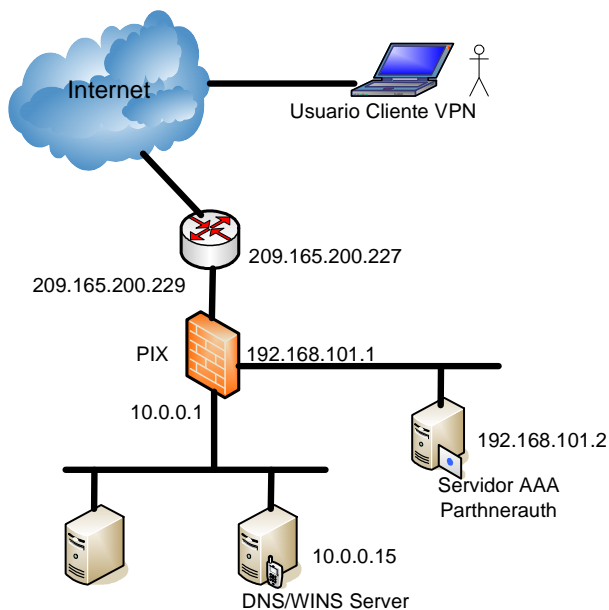 Internet
Usuario Cliente VPN
209.165.200.227
209.165.200.229
PIX
192.168.101.1
10.0.0.1
192.168.101.2
Servidor AAA
Parthnerauth
10.0.0.15
DNS/WINS Server